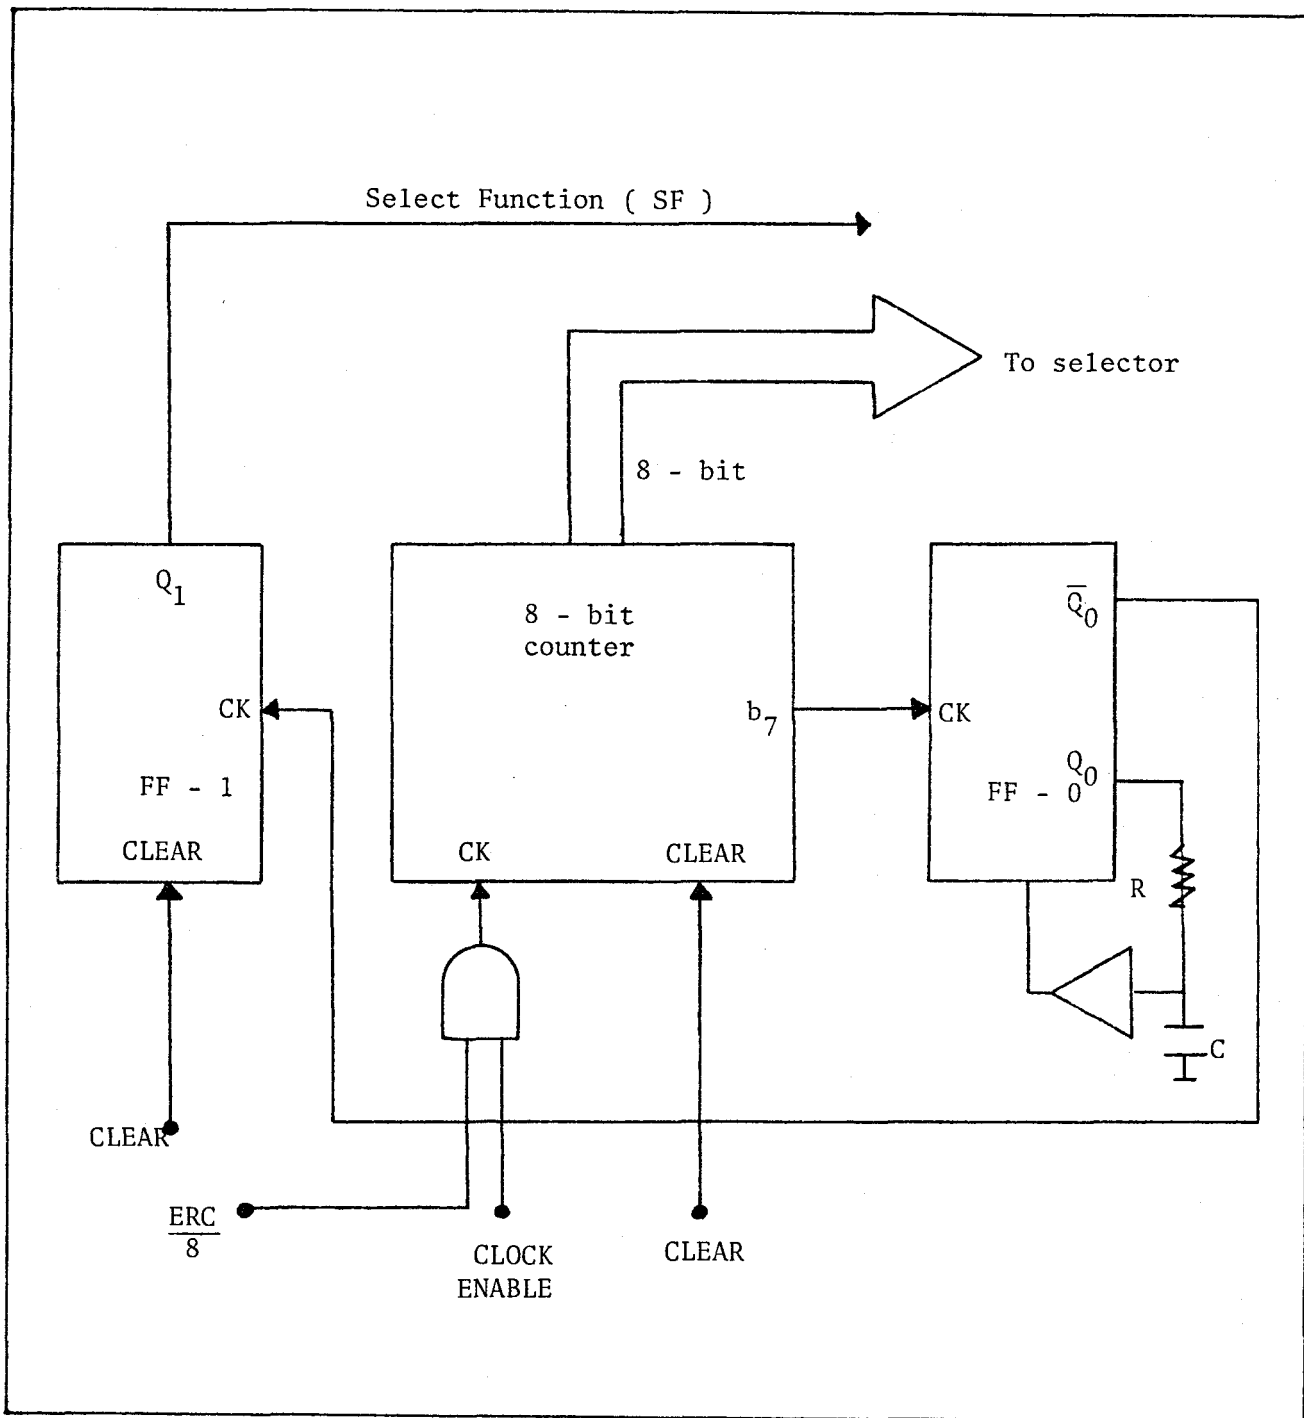 Select Function ( SF )
To selector
8 - bit
Q1
8 - bit
counter
Q̅0
CK
b7
CK
Q0
FF - 1
FF - 0
CLEAR
CK
CLEAR
R
C
CLEAR
ERC
8
CLOCK
ENABLE
CLEAR